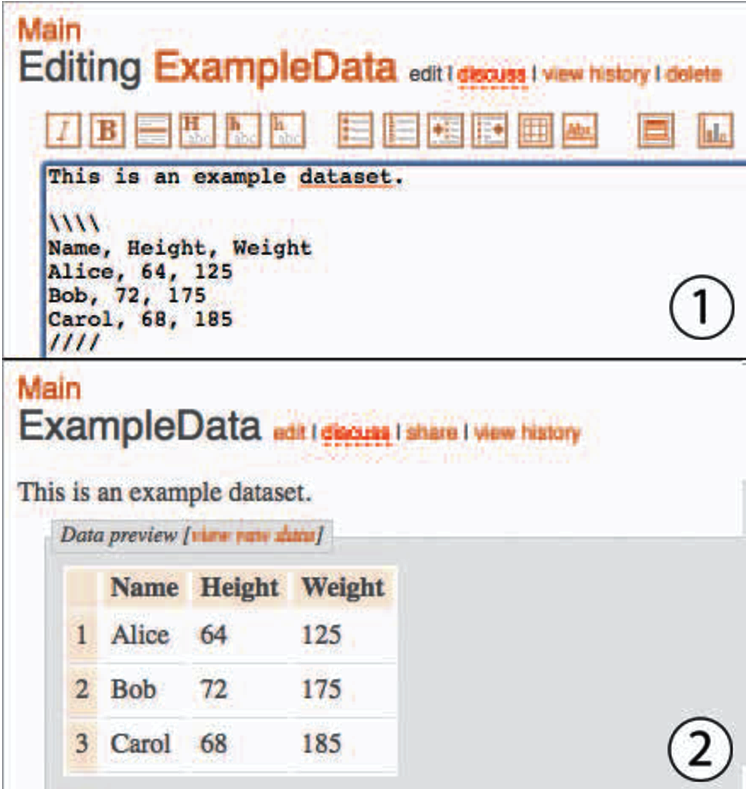 Main
Editing ExampleData edit | discuss | view history | delete
I B H abc h abc h abc Abc
This is an example dataset.
\\\\
Name, Height, Weight
Alice, 64, 125
Bob, 72, 175
Carol, 68, 185
////
1
Main
ExampleData edit | discuss | share | view history
This is an example dataset.
Data preview [view raw data]
Name Height Weight
1 Alice 64 125
2 Bob 72 175
3 Carol 68 185
2